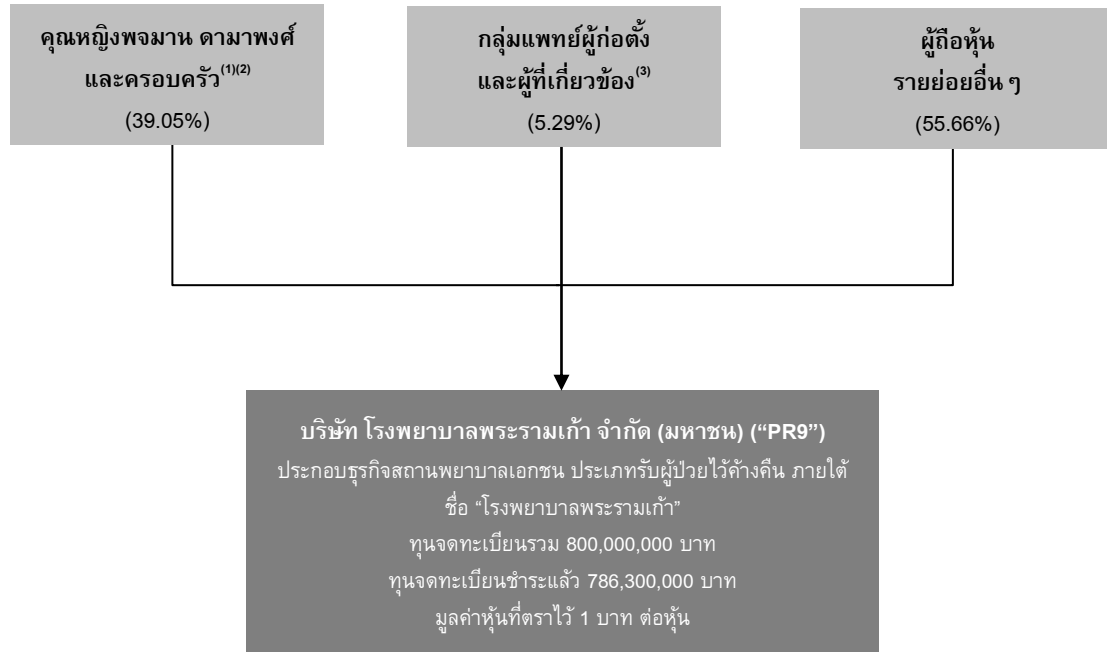 คุณหญิงพจมาน ดามาพงศ์
และครอบครัว(1)(2)
(39.05%)
กลุ่มแพทย์ผู้ก่อตั้ง
และผู้ที่เกี่ยวข้อง(3)
(5.29%)
ผู้ถือหุ้น
รายย่อยอื่น ๆ
(55.66%)
บริษัท โรงพยาบาลพระรามเก้า จำกัด (มหาชน) (“PR9”)
ประกอบธุรกิจสถานพยาบาลเอกชน ประเภทรับผู้ป่วยไว้ค้างคืน ภายใต้
ชื่อ “โรงพยาบาลพระรามเก้า”
ทุนจดทะเบียนรวม 800,000,000 บาท
ทุนจดทะเบียนชำระแล้ว 786,300,000 บาท
มูลค่าหุ้นที่ตราไว้ 1 บาท ต่อหุ้น